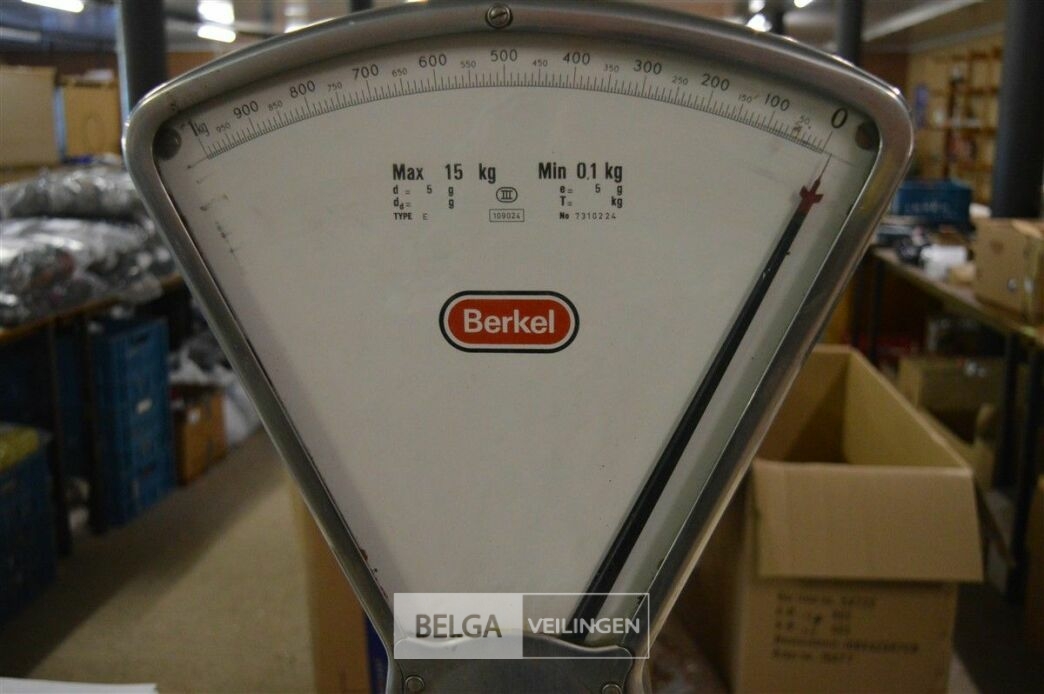 1kg 950 900 850 800 750 700 650 600 550 500 450 400 350 300 250 200 150 100 50 0
Max 15 kg Min 0,1 kg
d = 5 g III e = 5 g
dd = g T = kg
TYPE E 109024 No 7310224
Berkel
BELGA VEILINGEN